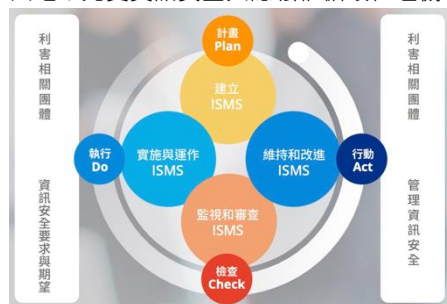 利害相關團體
資訊安全要求與期望
計畫
Plan
建立
ISMS
執行
Do
實施與運作
ISMS
維持和改進
ISMS
行動
Act
監視和審查
ISMS
檢查
Check
利害相關團體
管理資訊安全